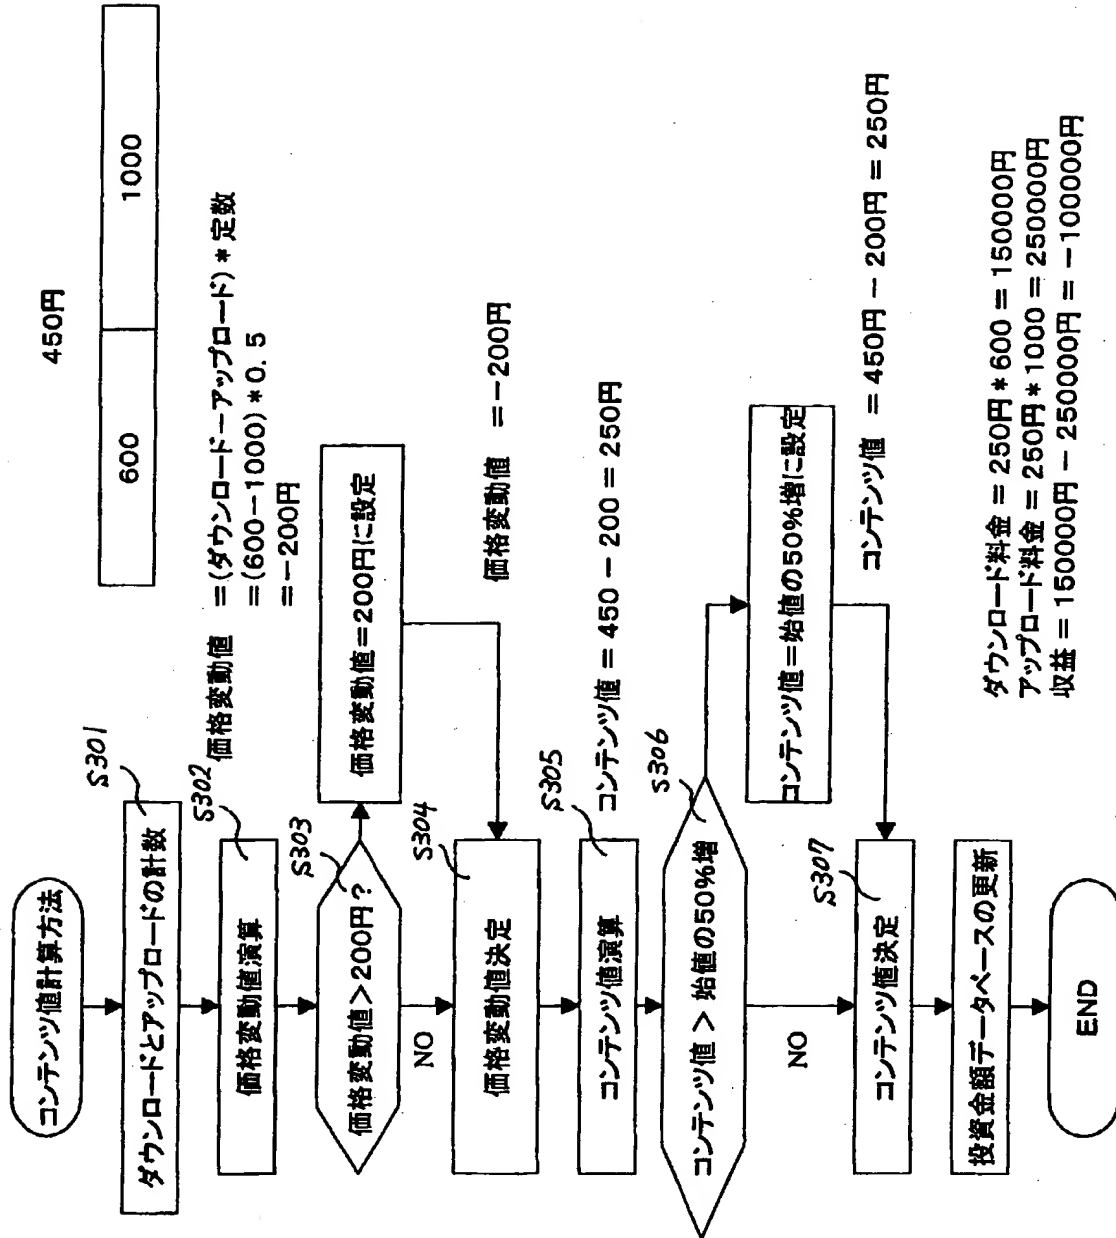 コンテンツ値計算方法
450円
600
1000
S301
ダウンロードとアップロードの計数
S302
価格変動値演算
価格変動値 =(ダウンロードーアップロード)*定数
=(600-1000)*0.5
=-200円
S303
価格変動値>200円?
価格変動値=200円に設定
NO
S304
価格変動値決定
価格変動値 =-200円
S305
コンテンツ値演算
コンテンツ値=450-200=250円
S306
コンテンツ値 > 始値の50%増
コンテンツ値=始値の50%増に設定
NO
S307
コンテンツ値決定
コンテンツ値 =450円-200円=250円
投資金額データベースの更新
END
ダウンロード料金=250円*600=150000円
アップロード料金=250円*1000=250000円
収益=150000円-250000円=-100000円